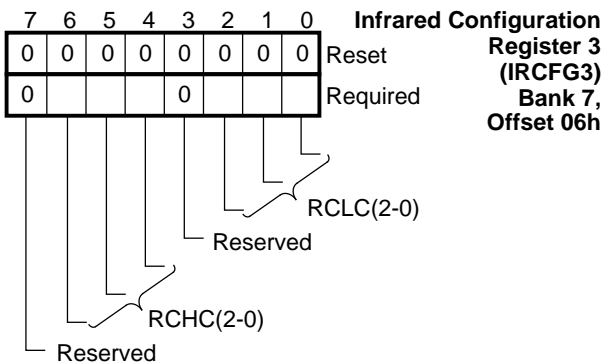 7 6 5 4 3 2 1 0
Infrared Configuration
Register 3
(IRCFG3)
Bank 7,
Offset 06h
0 0 0 0 0 0 0 0 Reset
0 0 Required
RCLC(2-0)
Reserved
RCHC(2-0)
Reserved